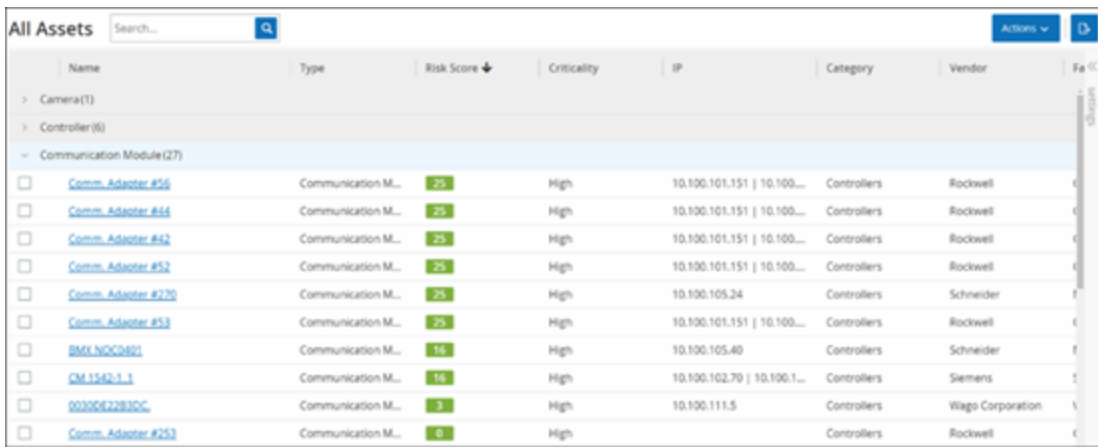 All Assets Search... Actions
Name Type Risk Score Criticality IP Category Vendor Fa
settings
Camera(1)
Controller(6)
Communication Module(27)
Comm. Adapter #56 Communication M... 25 High 10.100.101.151 | 10.100.... Controllers Rockwell
Comm. Adapter #44 Communication M... 25 High 10.100.101.151 | 10.100.... Controllers Rockwell
Comm. Adapter #42 Communication M... 25 High 10.100.101.151 | 10.100.... Controllers Rockwell
Comm. Adapter #52 Communication M... 25 High 10.100.101.151 | 10.100.... Controllers Rockwell
Comm. Adapter #270 Communication M... 25 High 10.100.105.24 Controllers Schneider
Comm. Adapter #53 Communication M... 25 High 10.100.101.151 | 10.100.... Controllers Rockwell
BMX NOC0401 Communication M... 16 High 10.100.105.40 Controllers Schneider
CM 1542-1_1 Communication M... 16 High 10.100.102.70 | 10.100.1... Controllers Siemens
0030DE22B3DC. Communication M... 3 High 10.100.111.5 Controllers Wago Corporation
Comm. Adapter #253 Communication M... 0 High Controllers Rockwell